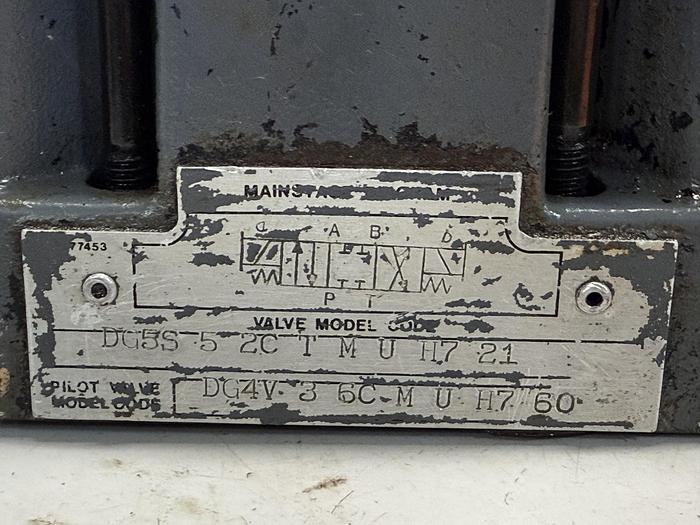 MAINSTAGE DIAGRAM
77453
A B
P T
VALVE MODEL CODE
DG5S 5 2C T M U H7 21
PILOT VALVE
MODEL CODE
DG4V 3 6C M U H7 60